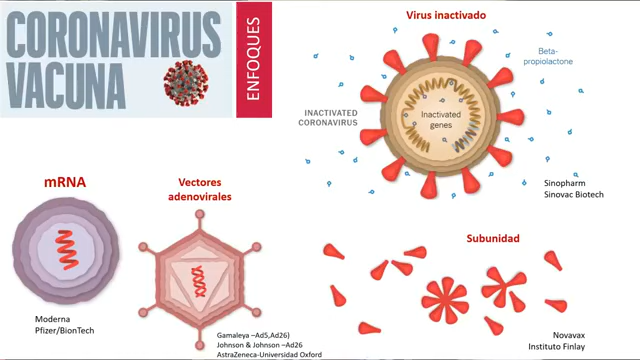 CORONAVIRUS
VACUNA
ENFOQUES
Virus inactivado
Beta-
propiolactone
INACTIVATED
CORONAVIRUS
Inactivated
genes
Sinopharm
Sinovac Biotech
mRNA
Moderna
Pfizer/BionTech
Vectores
adenovirales
Gamaleya –Ad5,Ad26)
Johnson & Johnson –Ad26
AstraZeneca-Universidad Oxford
Subunidad
Novavax
Instituto Finlay